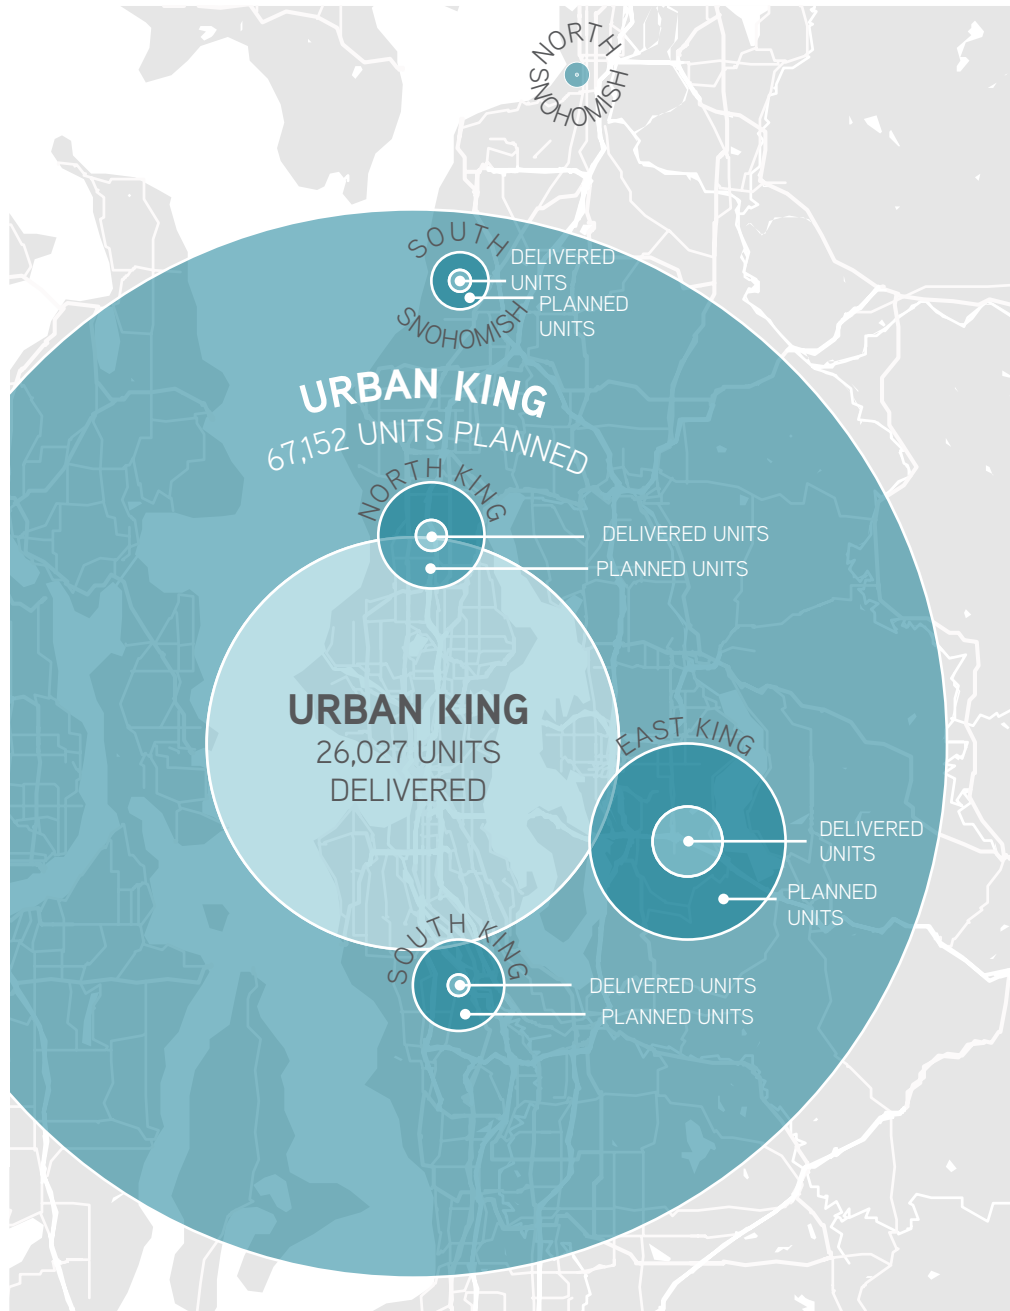 NORTH
SNOHOMISH
SOUTH
SNOHOMISH
DELIVERED
UNITS
PLANNED
UNITS
URBAN KING
67,152 UNITS PLANNED
NORTH KING
DELIVERED UNITS
PLANNED UNITS
URBAN KING
26,027 UNITS
DELIVERED
EAST KING
DELIVERED
UNITS
PLANNED
UNITS
SOUTH KING
DELIVERED UNITS
PLANNED UNITS